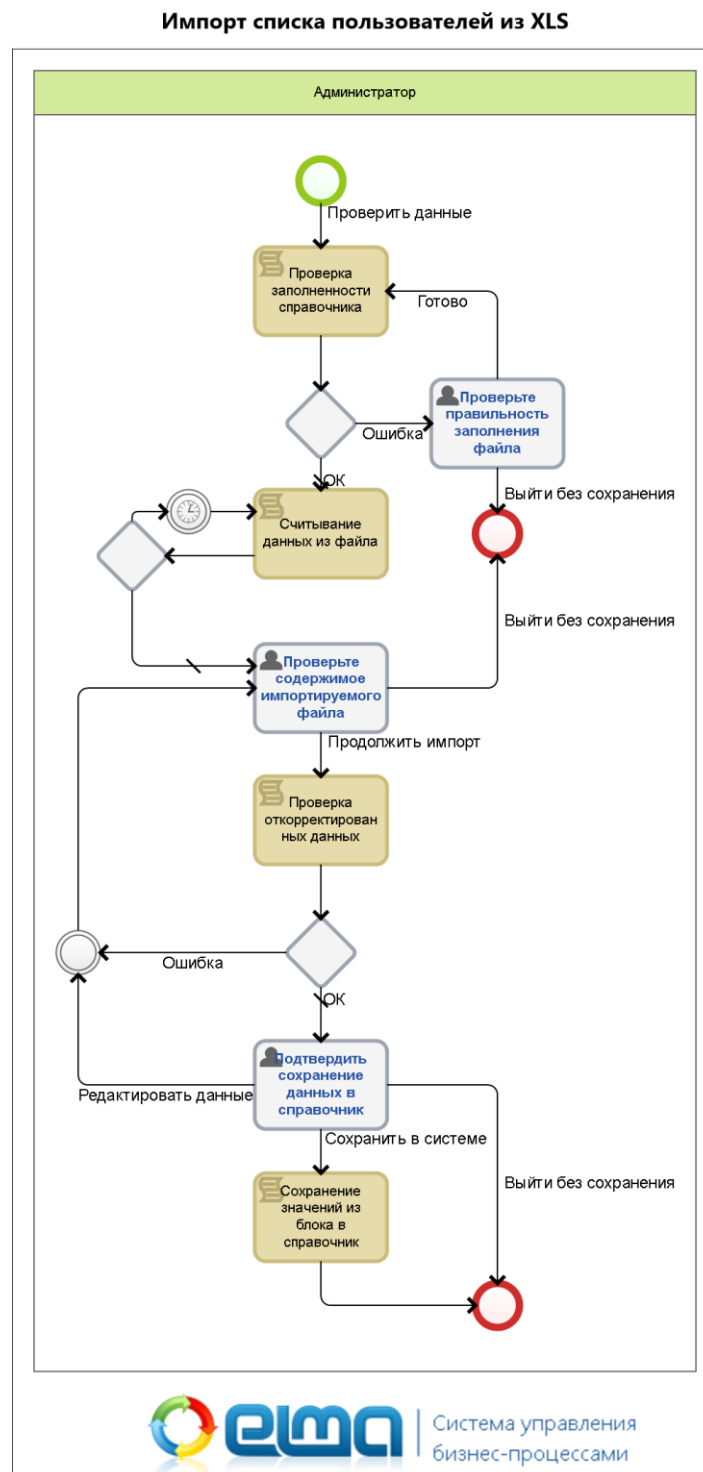 Импорт списка пользователей из XLS
Администратор
Проверить данные
Проверка
заполненности
справочника
Готово
Проверьте
правильность
заполнения
файла
Ошибка
ОК
Выйти без сохранения
Считывание
данных из файла
Выйти без сохранения
Проверьте
содержимое
импортируемого
файла
Продолжить импорт
Проверка
откорректирован
ных данных
Ошибка
ОК
Подтвердить
сохранение
данных в
справочник
Редактировать данные
Сохранить в системе
Выйти без сохранения
Сохранение
значений из
блока в
справочник
elma
Система управления
бизнес-процессами